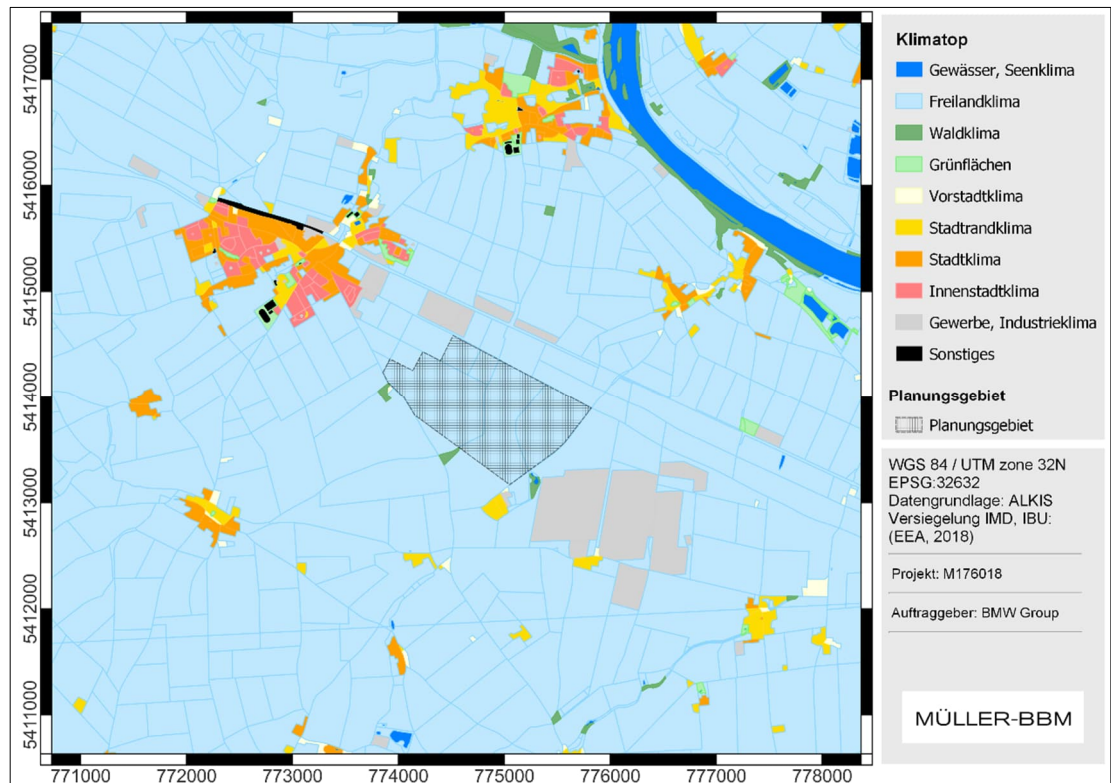 5417000
5416000
5415000
5414000
5413000
5412000
5411000
771000
772000
773000
774000
775000
776000
777000
778000
Klimatop
Gewässer, Seenklima
Freilandklima
Waldklima
Grünflächen
Vorstadtklima
Stadtrandklima
Stadtklima
Innenstadtklima
Gewerbe, Industrieklima
Sonstiges
Planungsgebiet
Planungsgebiet
WGS 84 / UTM zone 32N
EPSG:32632
Datengrundlage: ALKIS
Versiegelung IMD, IBU:
(EEA, 2018)
Projekt: M176018
Auftraggeber: BMW Group
MÜLLER-BBM